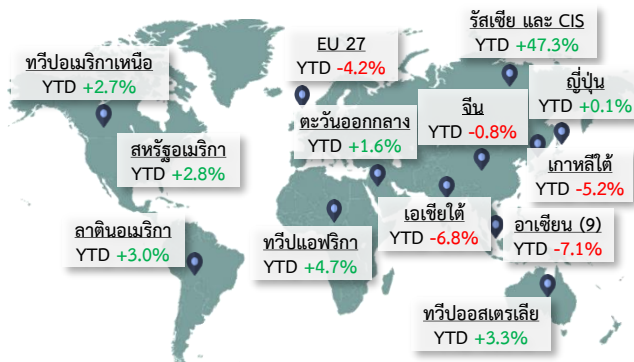 รัสเซีย และ CIS
YTD +47.3%
EU 27
YTD -4.2%
ทวีปอเมริกาเหนือ
YTD +2.7%
ญี่ปุ่น
YTD +0.1%
จีน
YTD -0.8%
ตะวันออกกลาง
YTD +1.6%
สหรัฐอเมริกา
YTD +2.8%
เกาหลีใต้
YTD -5.2%
เอเชียใต้
YTD -6.8%
อาเซียน (9)
YTD -7.1%
ลาตินอเมริกา
YTD +3.0%
ทวีปแอฟริกา
YTD +4.7%
ทวีปออสเตรเลีย
YTD +3.3%